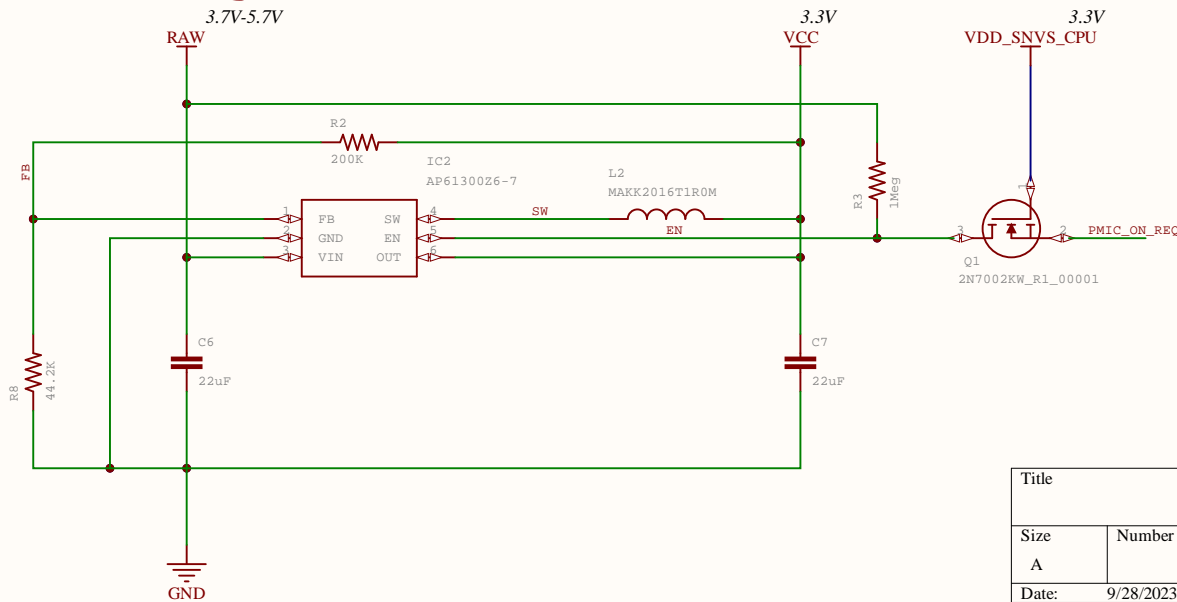 3.7V-5.7V
3.3V
3.3V
RAW
VCC
VDD_SNVS_CPU
R2
200K
FB
IC2
AP61300Z6-7
L2
MAKK2016T1R0M
R3
1Meg
1
1 FB SW 4
2 GND EN 5
3 VIN OUT 6
SW
EN
3
2
PMIC_ON_REQ
Q1
2N7002KW_R1_00001
C6
22uF
C7
22uF
R8
44.2K
GND
Title
Size
Number
A
Date:
9/28/2023